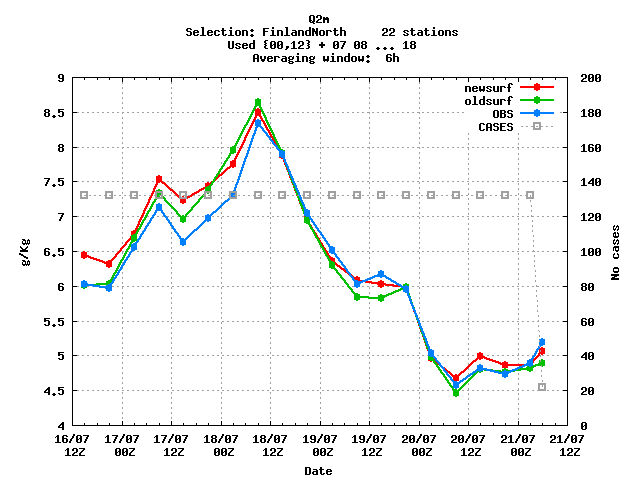 Q2m
Selection: FinlandNorth 22 stations
Used {00,12} + 07 08 ... 18
Averaging window: 6h
newsurf
oldsurf
OBS
CASES
g/Kg
9
8.5
8
7.5
7
6.5
6
5.5
5
4.5
4
No cases
200
180
160
140
120
100
80
60
40
20
0
16/07 17/07 17/07 18/07 18/07 19/07 19/07 20/07 20/07 21/07 21/07
12Z 00Z 12Z 00Z 12Z 00Z 12Z 00Z 12Z 00Z 12Z
Date